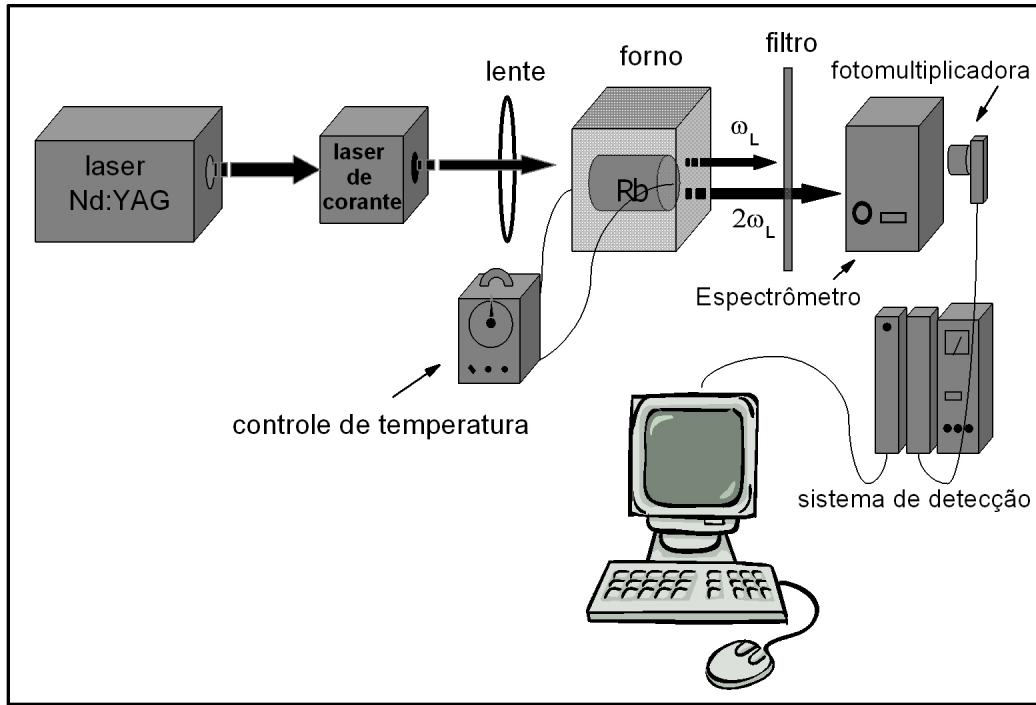 laser
Nd:YAG
laser
de
corante
lente
forno
filtro
fotomultiplicadora
Rb
ω_L
2ω_L
Espectrômetro
controle de temperatura
sistema de detecção